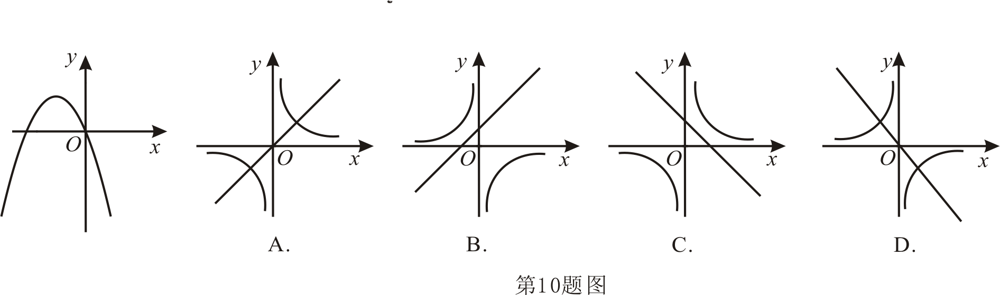 y O x
y O x
y O x
y O x
y O x
A. B. C. D.
第10题图